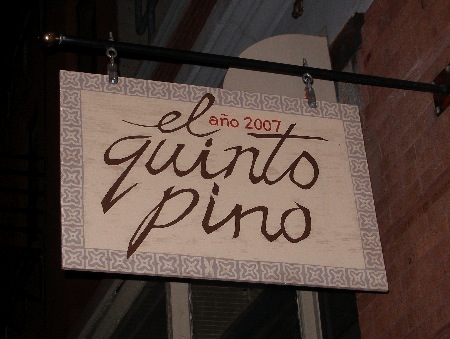 el año 2007
quinto
pino